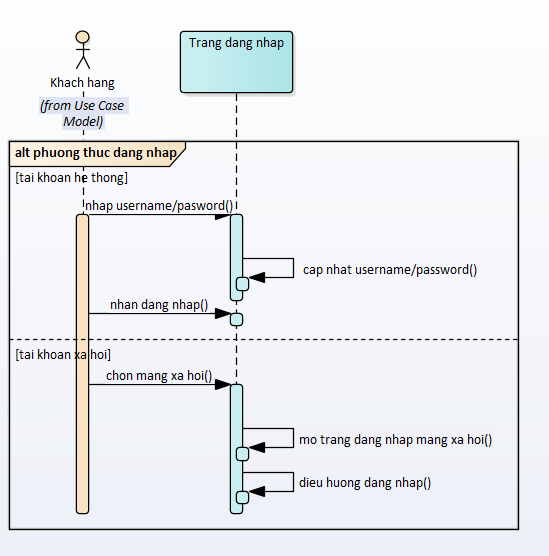 Trang dang nhap
Khach hang
(from Use Case
Model)
alt phuong thuc dang nhap
[tai khoan he thong]
nhap username/pasword()
cap nhat username/password()
nhan dang nhap()
[tai khoan xa hoi]
chon mang xa hoi()
mo trang dang nhap mang xa hoi()
dieu huong dang nhap()